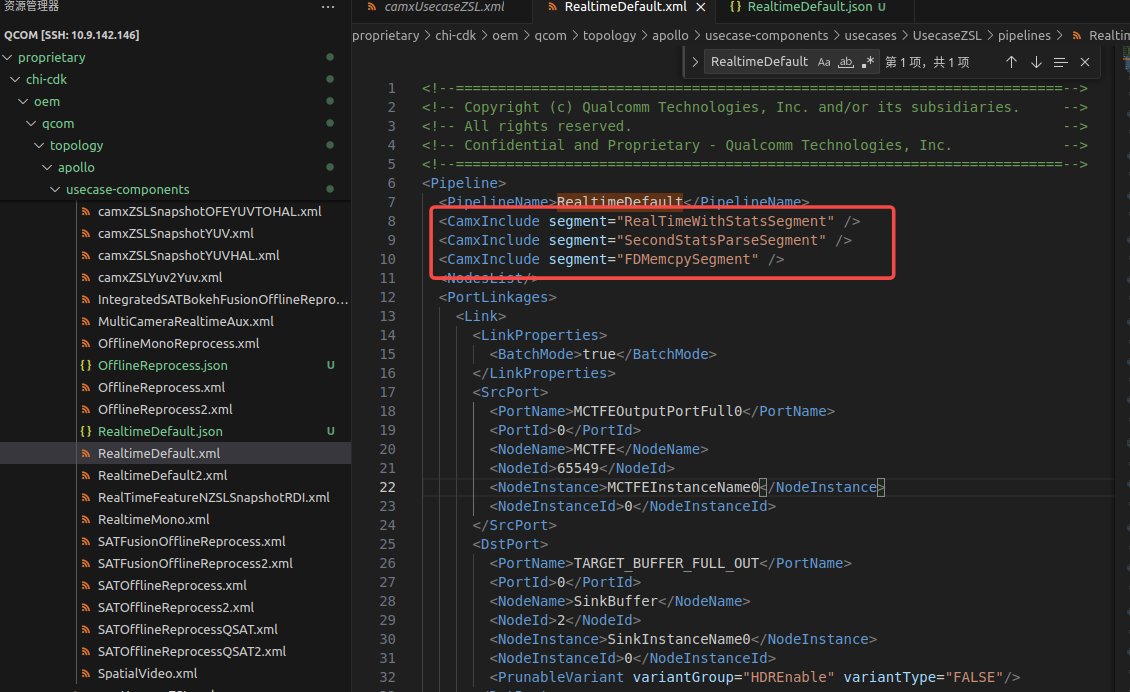 资源管理器
···
QCOM [SSH: 10.9.142.146]
proprietary
chi-cdk
oem
qcom
topology
apollo
usecase-components
camxZSLSnapshotOFEYUVTOHAL.xml
camxZSLSnapshotYUV.xml
camxZSLSnapshotYUVHAL.xml
camxZSLYuv2Yuv.xml
IntegratedSATBokehFusionOfflineRepro...
MultiCameraRealtimeAux.xml
OfflineMonoReprocess.xml
{} OfflineReprocess.json U
OfflineReprocess.xml
OfflineReprocess2.xml
{} RealtimeDefault.json U
RealtimeDefault.xml
RealtimeDefault2.xml
RealTimeFeatureNZSLSnapshotRDI.xml
RealtimeMono.xml
SATFusionOfflineReprocess.xml
SATFusionOfflineReprocess2.xml
SATOfflineReprocess.xml
SATOfflineReprocess2.xml
SATOfflineReprocessQSAT.xml
SATOfflineReprocessQSAT2.xml
SpatialVideo.xml
camxUsecaseZSL.xml
RealtimeDefault.xml ×
{} RealtimeDefault.json U
proprietary > chi-cdk > oem > qcom > topology > apollo > usecase-components > usecases > UsecaseZSL > pipelines > Realtim
RealtimeDefault Aa ab .* 第 1 项，共 1 项
1 <!--========================================================================-->
2 <!-- Copyright (c) Qualcomm Technologies, Inc. and/or its subsidiaries. -->
3 <!-- All rights reserved. -->
4 <!-- Confidential and Proprietary - Qualcomm Technologies, Inc. -->
5 <!--========================================================================-->
6 <Pipeline>
7 <PipelineName>RealtimeDefault</PipelineName>
8 <CamxInclude segment="RealTimeWithStatsSegment" />
9 <CamxInclude segment="SecondStatsParseSegment" />
10 <CamxInclude segment="FDMemcpySegment" />
11 <NodesList/>
12 <PortLinkages>
13 <Link>
14 <LinkProperties>
15 <BatchMode>true</BatchMode>
16 </LinkProperties>
17 <SrcPort>
18 <PortName>MCTFEOutputPortFull0</PortName>
19 <PortId>0</PortId>
20 <NodeName>MCTFE</NodeName>
21 <NodeId>65549</NodeId>
22 <NodeInstance>MCTFEInstanceName0</NodeInstance>
23 <NodeInstanceId>0</NodeInstanceId>
24 </SrcPort>
25 <DstPort>
26 <PortName>TARGET_BUFFER_FULL_OUT</PortName>
27 <PortId>0</PortId>
28 <NodeName>SinkBuffer</NodeName>
29 <NodeId>2</NodeId>
30 <NodeInstance>SinkInstanceName0</NodeInstance>
31 <NodeInstanceId>0</NodeInstanceId>
32 <PrunableVariant variantGroup="HDREnable" variantType="FALSE"/>